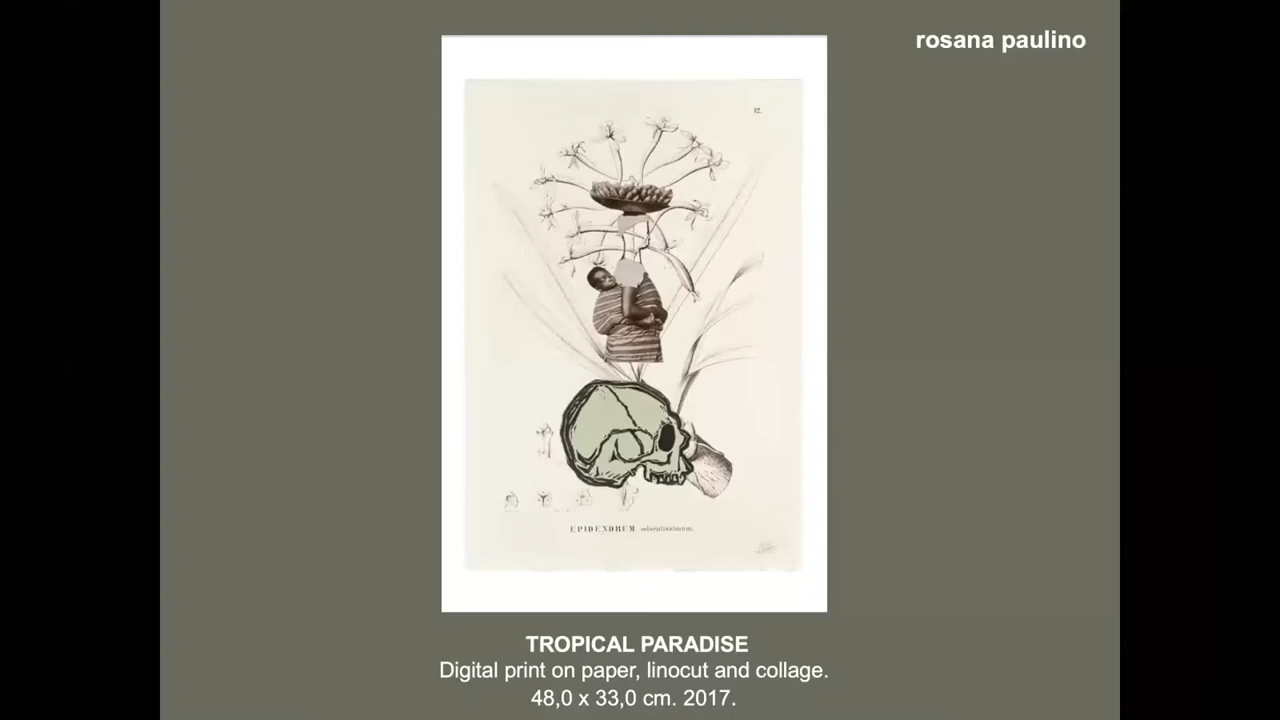 rosana paulino
12.
EPIDENDRUM odoratissimum.
TROPICAL PARADISE
Digital print on paper, linocut and collage.
48,0 x 33,0 cm. 2017.